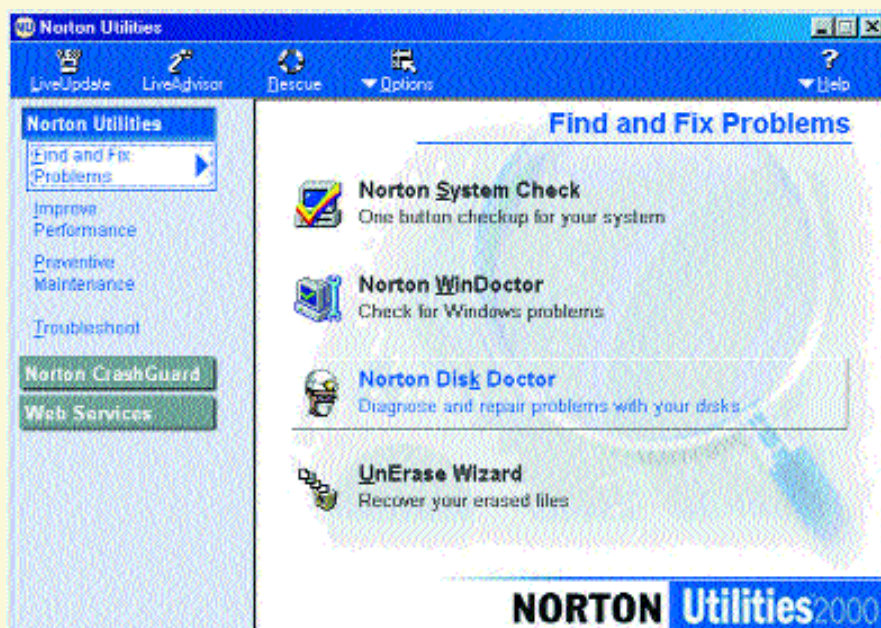 Norton Utilities
LiveUpdate LiveAdvisor Rescue Options Help
Norton Utilities
Find and Fix
Problems
Improve
Performance
Preventive
Maintenance
Troubleshoot
Norton CrashGuard
Web Services
Find and Fix Problems
Norton System Check
One button checkup for your system
Norton WinDoctor
Check for Windows problems
Norton Disk Doctor
Diagnose and repair problems with your disks
UnErase Wizard
Recover your erased files
NORTON Utilities 2000